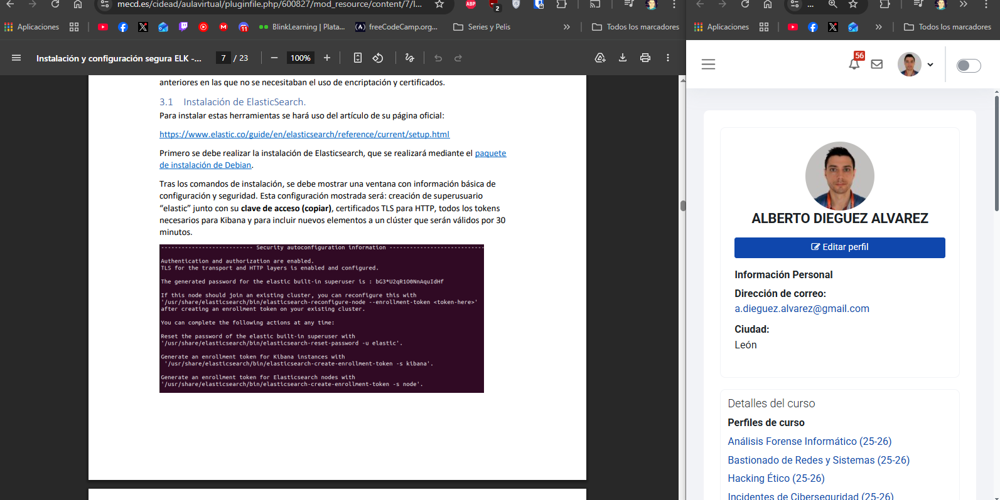 mecd.es/cidead/aulavirtual/pluginfile.php/600827/mod_resource/content/7/I...
2
...
Aplicaciones
BlinkLearning | Plata...
freeCodeCamp.org...
Series y Pelis
»
Todos los marcadores
Aplicaciones
»
Todos los marcadores
Instalación y configuración segura ELK -...
7 / 23
100%
anteriores en las que no se necesitaban el uso de encriptación y certificados.
3.1 Instalación de ElasticSearch.
Para instalar estas herramientas se hará uso del artículo de su página oficial:
https://www.elastic.co/guide/en/elasticsearch/reference/current/setup.html
Primero se debe realizar la instalación de Elasticsearch, que se realizará mediante el paquete
de instalación de Debian.
Tras los comandos de instalación, se debe mostrar una ventana con información básica de
configuración y seguridad. Esta configuración mostrada será: creación de superusuario
“elastic” junto con su clave de acceso (copiar), certificados TLS para HTTP, todos los tokens
necesarios para Kibana y para incluir nuevos elementos a un clúster que serán válidos por 30
minutos.
--------------------------- Security autoconfiguration information ----------------------------
Authentication and authorization are enabled.
TLS for the transport and HTTP layers is enabled and configured.
The generated password for the elastic built-in superuser is : bG3*U2qR1O0NnAquIdHf
If this node should join an existing cluster, you can reconfigure this with
'/usr/share/elasticsearch/bin/elasticsearch-reconfigure-node --enrollment-token <token-here>'
after creating an enrollment token on your existing cluster.
You can complete the following actions at any time:
Reset the password of the elastic built-in superuser with
'/usr/share/elasticsearch/bin/elasticsearch-reset-password -u elastic'.
Generate an enrollment token for Kibana instances with
'/usr/share/elasticsearch/bin/elasticsearch-create-enrollment-token -s kibana'.
Generate an enrollment token for Elasticsearch nodes with
'/usr/share/elasticsearch/bin/elasticsearch-create-enrollment-token -s node'.
56
ALBERTO DIEGUEZ ALVAREZ
Editar perfil
Información Personal
Dirección de correo:
a.dieguez.alvarez@gmail.com
Ciudad:
León
Detalles del curso
Perfiles de curso
Análisis Forense Informático (25-26)
Bastionado de Redes y Sistemas (25-26)
Hacking Ético (25-26)
Incidentes de Ciberseguridad (25-26)